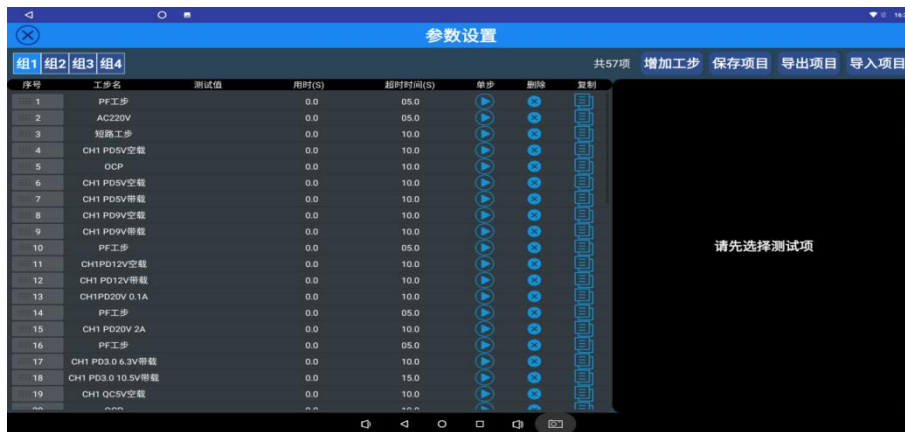 参数设置
组1 组2 组3 组4 共57项 增加工步 保存项目 导出项目 导入项目
序号 工步名 测试值 用时(S) 超时时间(S) 单步 删除 复制
1 PF工步 0.0 05.0
2 AC220V 0.0 05.0
3 短路工步 0.0 10.0
4 CH1 PD5V空载 0.0 10.0
5 OCP 0.0 10.0
6 CH1 PD5V空载 0.0 10.0
7 CH1 PD5V带载 0.0 10.0
8 CH1 PD9V空载 0.0 10.0
9 CH1 PD9V带载 0.0 10.0
10 PF工步 0.0 05.0
请先选择测试项
11 CH1PD12V空载 0.0 10.0
12 CH1 PD12V带载 0.0 10.0
13 CH1PD20V 0.1A 0.0 10.0
14 PF工步 0.0 05.0
15 CH1 PD20V 2A 0.0 10.0
16 PF工步 0.0 05.0
17 CH1 PD3.0 6.3V带载 0.0 10.0
18 CH1 PD3.0 10.5V带载 0.0 15.0
19 CH1 QC5V空载 0.0 10.0